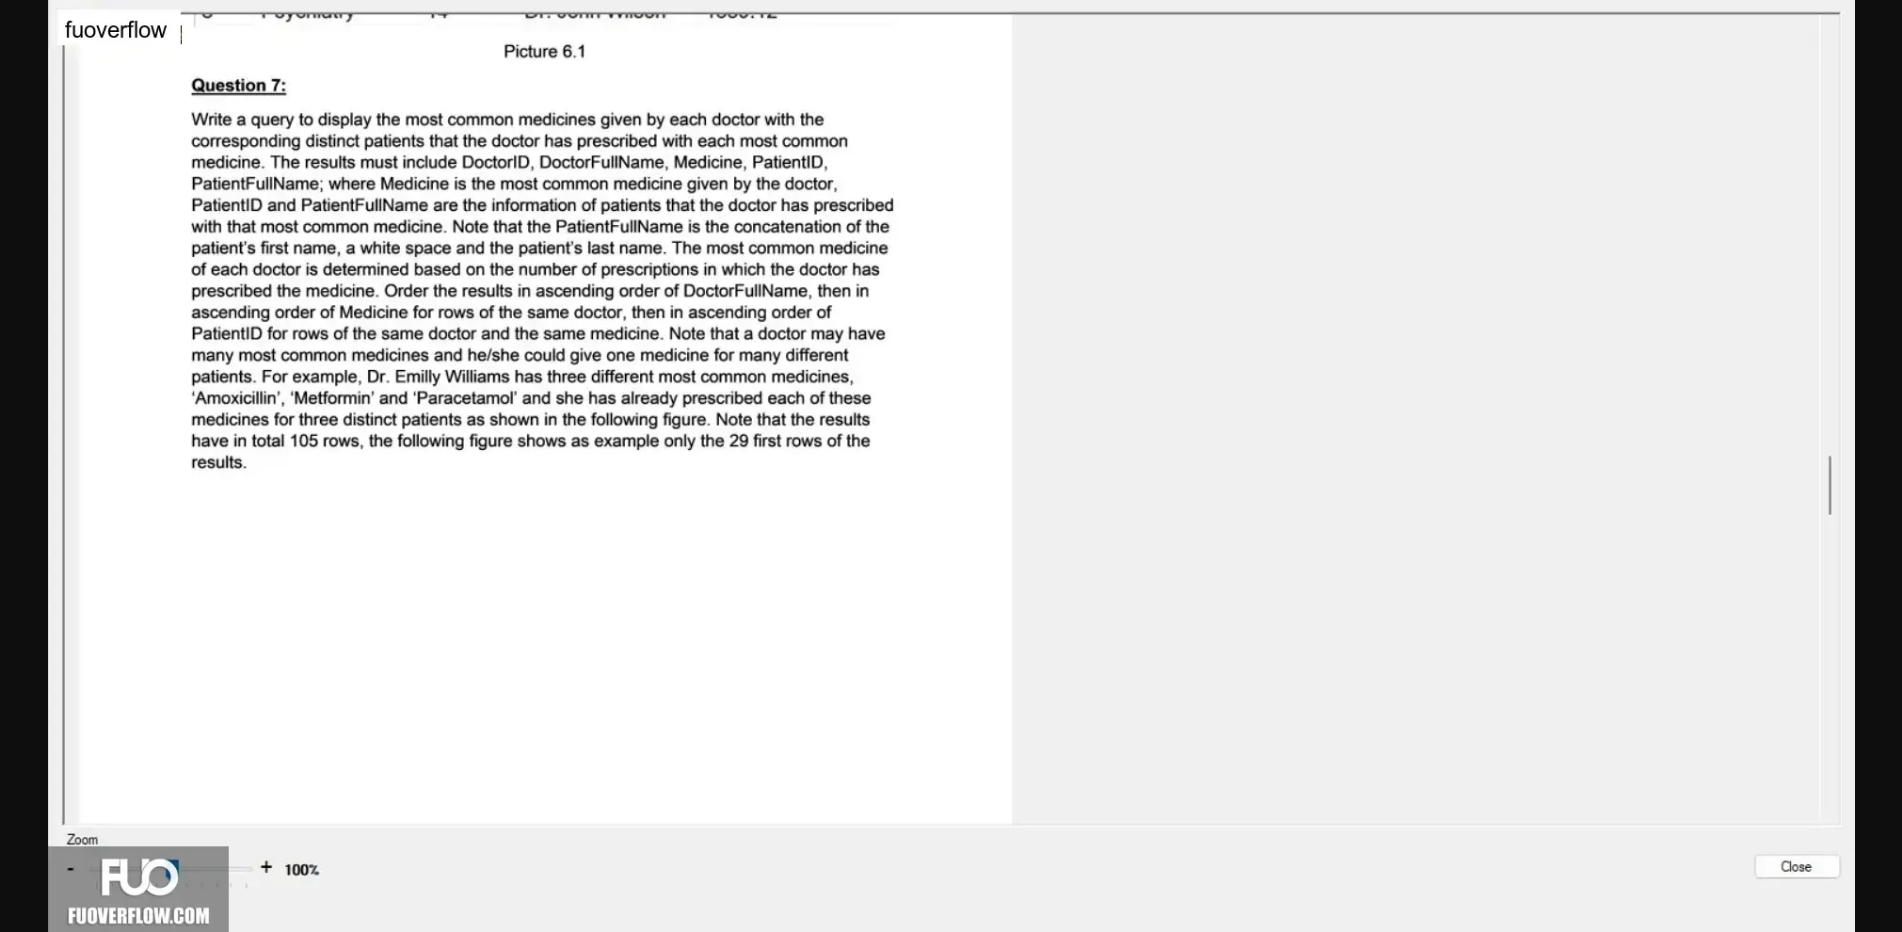 fuoverflow
Picture 6.1
Question 7:
Write a query to display the most common medicines given by each doctor with the
corresponding distinct patients that the doctor has prescribed with each most common
medicine. The results must include DoctorID, DoctorFullName, Medicine, PatientID,
PatientFullName; where Medicine is the most common medicine given by the doctor,
PatientID and PatientFullName are the information of patients that the doctor has prescribed
with that most common medicine. Note that the PatientFullName is the concatenation of the
patient's first name, a white space and the patient's last name. The most common medicine
of each doctor is determined based on the number of prescriptions in which the doctor has
prescribed the medicine. Order the results in ascending order of DoctorFullName, then in
ascending order of Medicine for rows of the same doctor, then in ascending order of
PatientID for rows of the same doctor and the same medicine. Note that a doctor may have
many most common medicines and he/she could give one medicine for many different
patients. For example, Dr. Emilly Williams has three different most common medicines,
'Amoxicillin', 'Metformin' and 'Paracetamol' and she has already prescribed each of these
medicines for three distinct patients as shown in the following figure. Note that the results
have in total 105 rows, the following figure shows as example only the 29 first rows of the
results.
Zoom
- + 100%
Close
FUO
FUOVERFLOW.COM